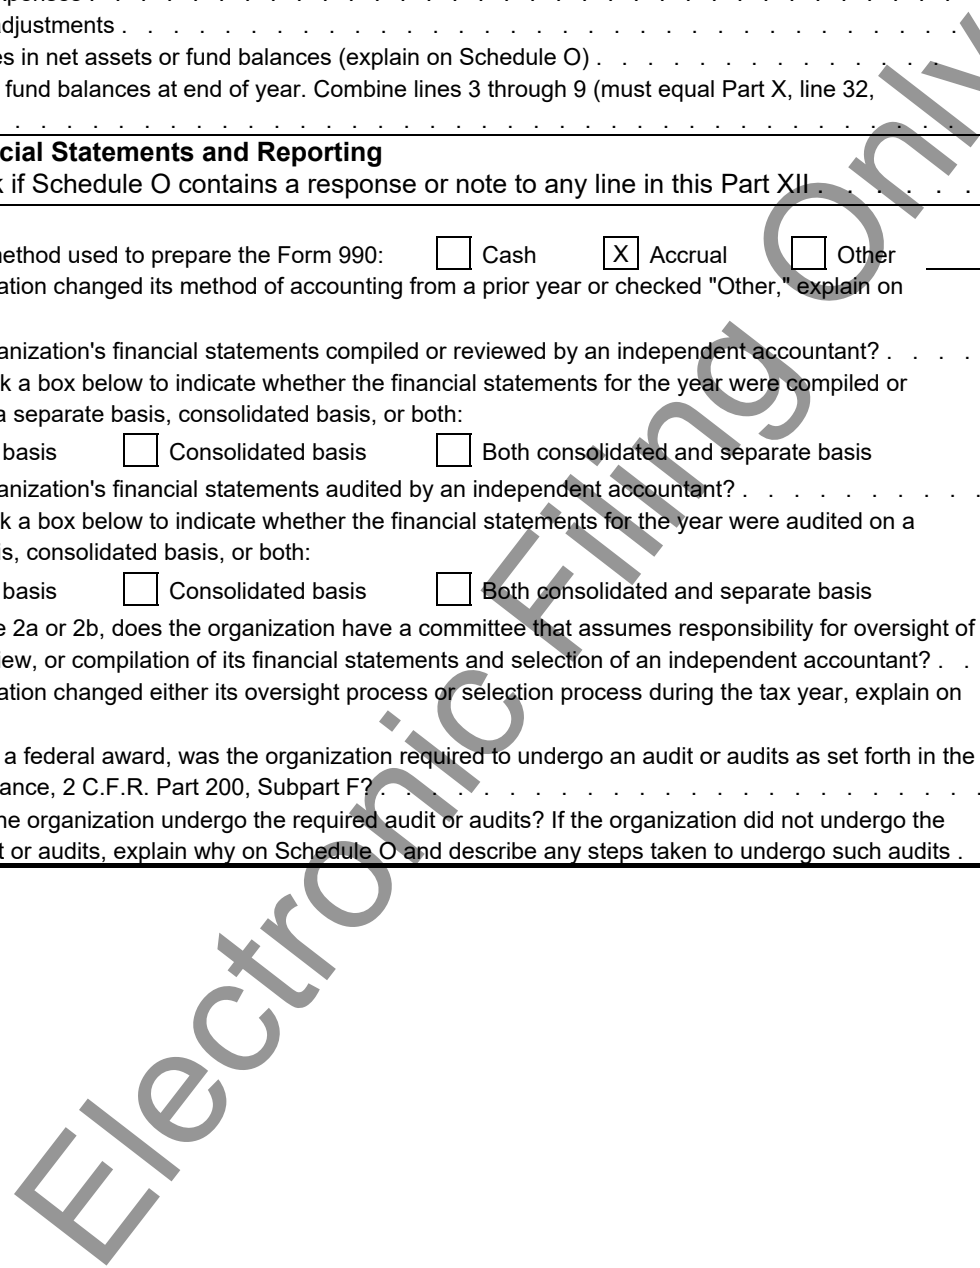 adjustments . . . . . . . . . . . . . . . . . . . . . . . . . . . . . . . . . 
es in net assets or fund balances (explain on Schedule O) . . . . . . . . . . . . . .
fund balances at end of year. Combine lines 3 through 9 (must equal Part X, line 32,
. . . . . . . . . . . . . . . . . . . . . . . . . . . . . . . . . . . . .
cial Statements and Reporting
k if Schedule O contains a response or note to any line in this Part XII . . . . . .
method used to prepare the Form 990: Cash X Accrual Other
ation changed its method of accounting from a prior year or checked "Other," explain on
anization's financial statements compiled or reviewed by an independent accountant? . . . .
k a box below to indicate whether the financial statements for the year were compiled or
a separate basis, consolidated basis, or both:
basis Consolidated basis Both consolidated and separate basis
anization's financial statements audited by an independent accountant? . . . . . . . . . .
k a box below to indicate whether the financial statements for the year were audited on a
is, consolidated basis, or both:
basis Consolidated basis Both consolidated and separate basis
e 2a or 2b, does the organization have a committee that assumes responsibility for oversight of
iew, or compilation of its financial statements and selection of an independent accountant? . .
ation changed either its oversight process or selection process during the tax year, explain on
a federal award, was the organization required to undergo an audit or audits as set forth in the
ance, 2 C.F.R. Part 200, Subpart F? . . . . . . . . . . . . . . . . . . . . . . . .
he organization undergo the required audit or audits? If the organization did not undergo the
t or audits, explain why on Schedule O and describe any steps taken to undergo such audits .
Electronic Filing Only